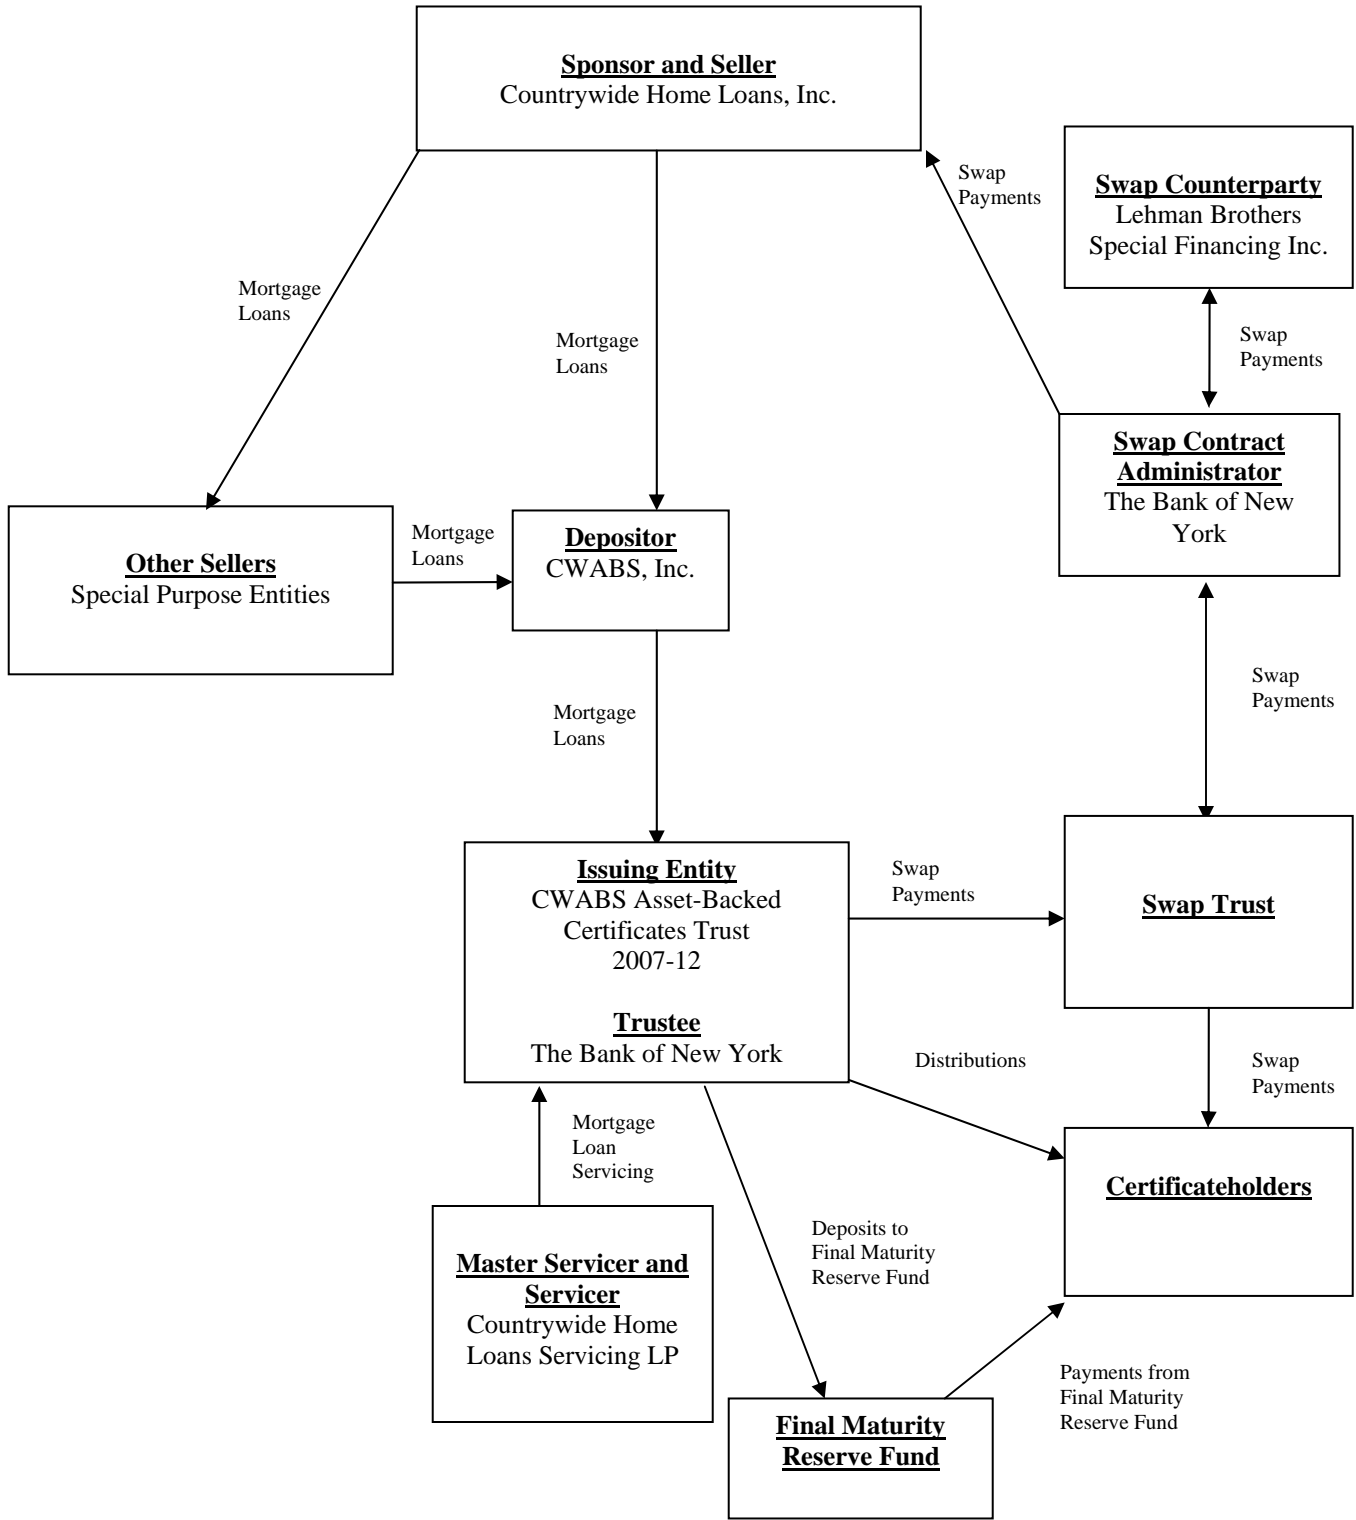 Sponsor and Seller
Countrywide Home Loans, Inc.
Swap
Payments
Swap Counterparty
Lehman Brothers
Special Financing Inc.
Mortgage
Loans
Mortgage
Loans
Swap
Payments
Swap Contract
Administrator
The Bank of New
York
Other Sellers
Special Purpose Entities
Mortgage
Loans
Depositor
CWABS, Inc.
Mortgage
Loans
Swap
Payments
Issuing Entity
CWABS Asset-Backed
Certificates Trust
2007-12
Trustee
The Bank of New York
Swap
Payments
Swap Trust
Distributions
Swap
Payments
Mortgage
Loan
Servicing
Certificateholders
Master Servicer and
Servicer
Countrywide Home
Loans Servicing LP
Deposits to
Final Maturity
Reserve Fund
Payments from
Final Maturity
Reserve Fund
Final Maturity
Reserve Fund